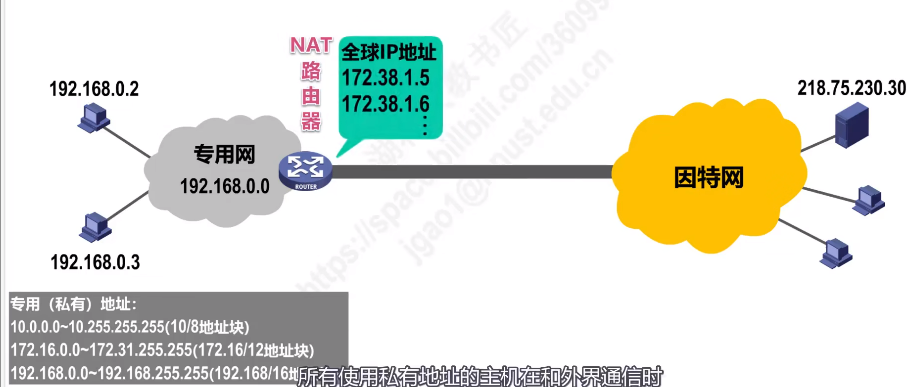 NAT
路
由
器
全球IP地址
172.38.1.5
172.38.1.6
192.168.0.2
218.75.230.30
专用网
192.168.0.0
ROUTER
因特网
192.168.0.3
专用（私有）地址：
10.0.0.0~10.255.255.255(10/8地址块)
172.16.0.0~172.31.255.255(172.16/12地址块)
192.168.0.0~192.168.255.255(192.168/16地
所有使用私有地址的主机在和外界通信时